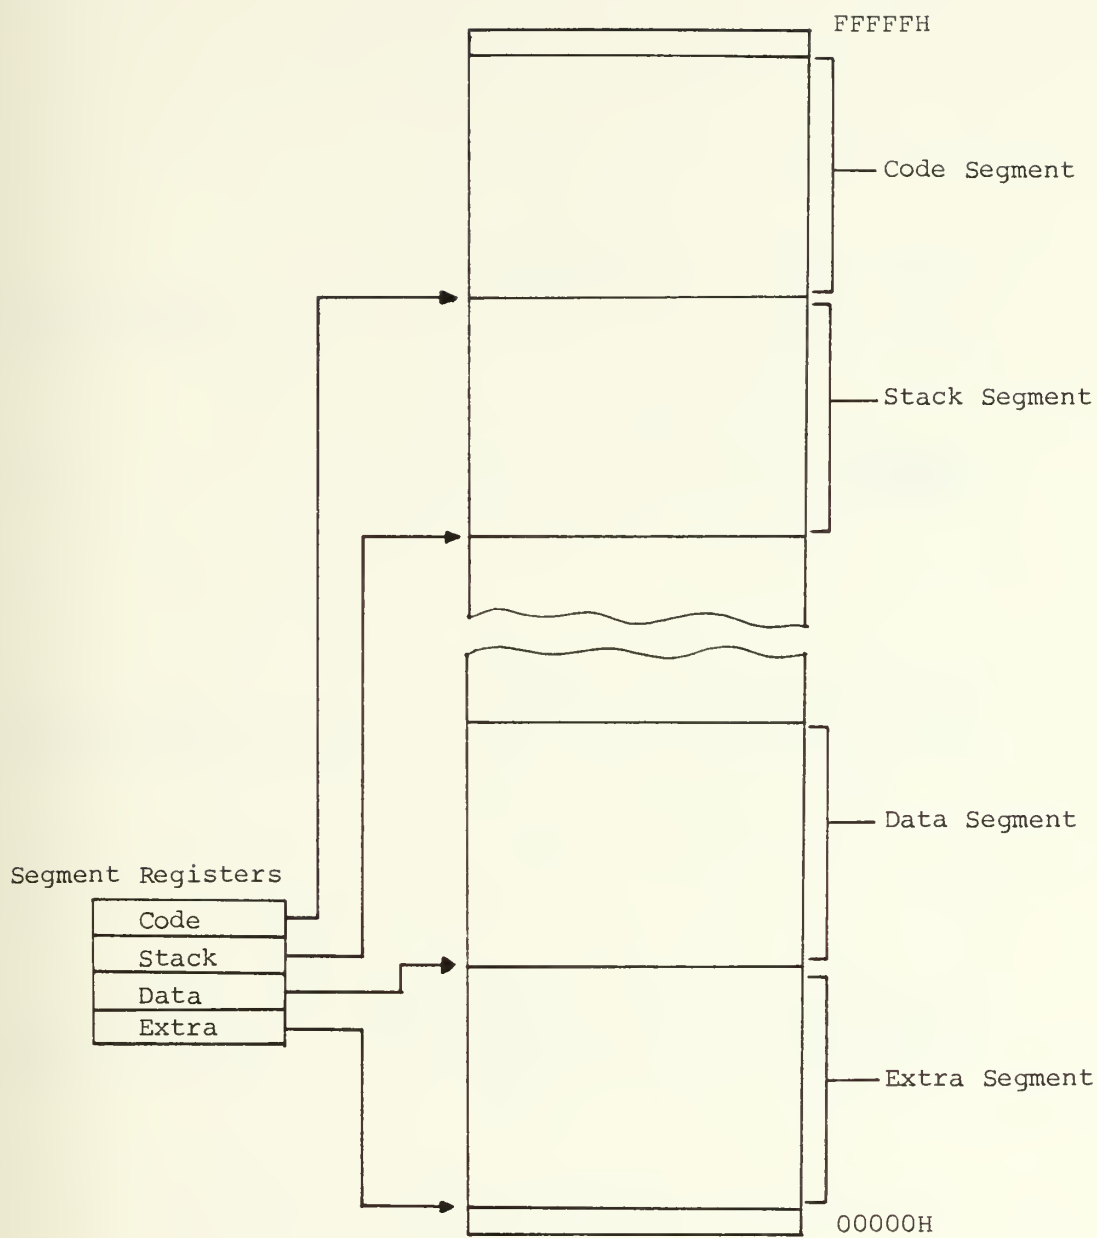 FFFFFH
Code Segment
Stack Segment
Data Segment
Segment Registers
Code
Stack
Data
Extra
Extra Segment
00000H